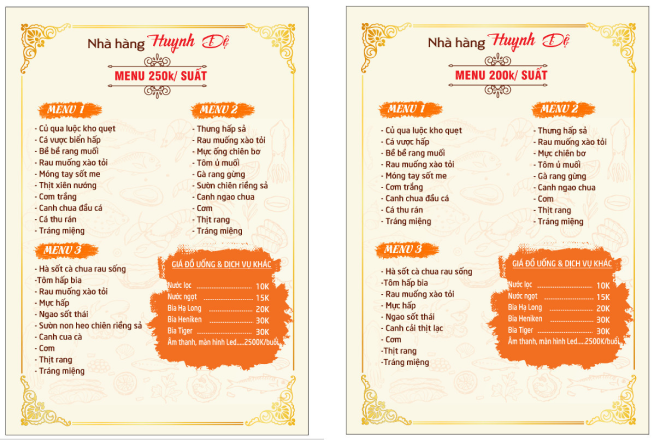 Nhà hàng Huynh Đệ
MENU 250k/ SUẤT
MENU 1
- Củ quả luộc kho quẹt
- Cá vược biển hấp
- Bề bề rang muối
- Rau muống xào tỏi
- Móng tay sốt me
- Thịt xiên nướng
- Cơm trắng
- Canh chua đầu cá
- Cá thu rán
- Tráng miệng
MENU 2
- Thưng hấp sả
- Rau muống xào tỏi
- Mực ống chiên bơ
- Tôm ú muối
- Gà rang gừng
- Sườn chiên riềng sả
- Canh ngao chua
- Cơm
- Thịt rang
- Tráng miệng
MENU 3
- Hà sốt cà chua rau sống
-Tôm hấp bia
- Rau muống xào tỏi
- Mực hấp
- Ngao sốt thái
- Sườn non heo chiên riềng sả
- Canh cua cà
- Cơm
- Thịt rang
- Tráng miệng
GIÁ ĐỒ UỐNG & DỊCH VỤ KHÁC
Nước lọc 10K
Nước ngọt 15K
Bia Hạ Long 20K
Bia Heniken 30K
Bia Tiger 30K
Âm thanh, màn hình Led....2500K/buổi
Nhà hàng Huynh Đệ
MENU 200k/ SUẤT
MENU 1
- Củ quả luộc kho quẹt
- Cá vược hấp
- Bề bề rang muối
- Rau muống xào tỏi
- Móng tay sốt me
- Cơm trắng
- Canh chua đầu cá
- Cá thu rán
- Tráng miệng
MENU 2
- Thưng hấp sả
- Rau muống xào tỏi
- Mực chiên bơ
- Tôm ú muối
- Gà rang gừng
- Canh ngao chua
- Cơm
- Thịt rang
- Tráng miệng
MENU 3
- Hà sốt cà chua rau sống
-Tôm hấp bia
- Rau muống xào tỏi
- Mực hấp
- Ngao sốt thái
- Canh cải thịt lạc
- Cơm
-Thịt rang
- Tráng miệng
GIÁ ĐỒ UỐNG & DỊCH VỤ KHÁC
Nước lọc 10K
Nước ngọt 15K
Bia Hạ Long 20K
Bia Heniken 30K
Bia Tiger 30K
Âm thanh, màn hình Led....2500K/buổi